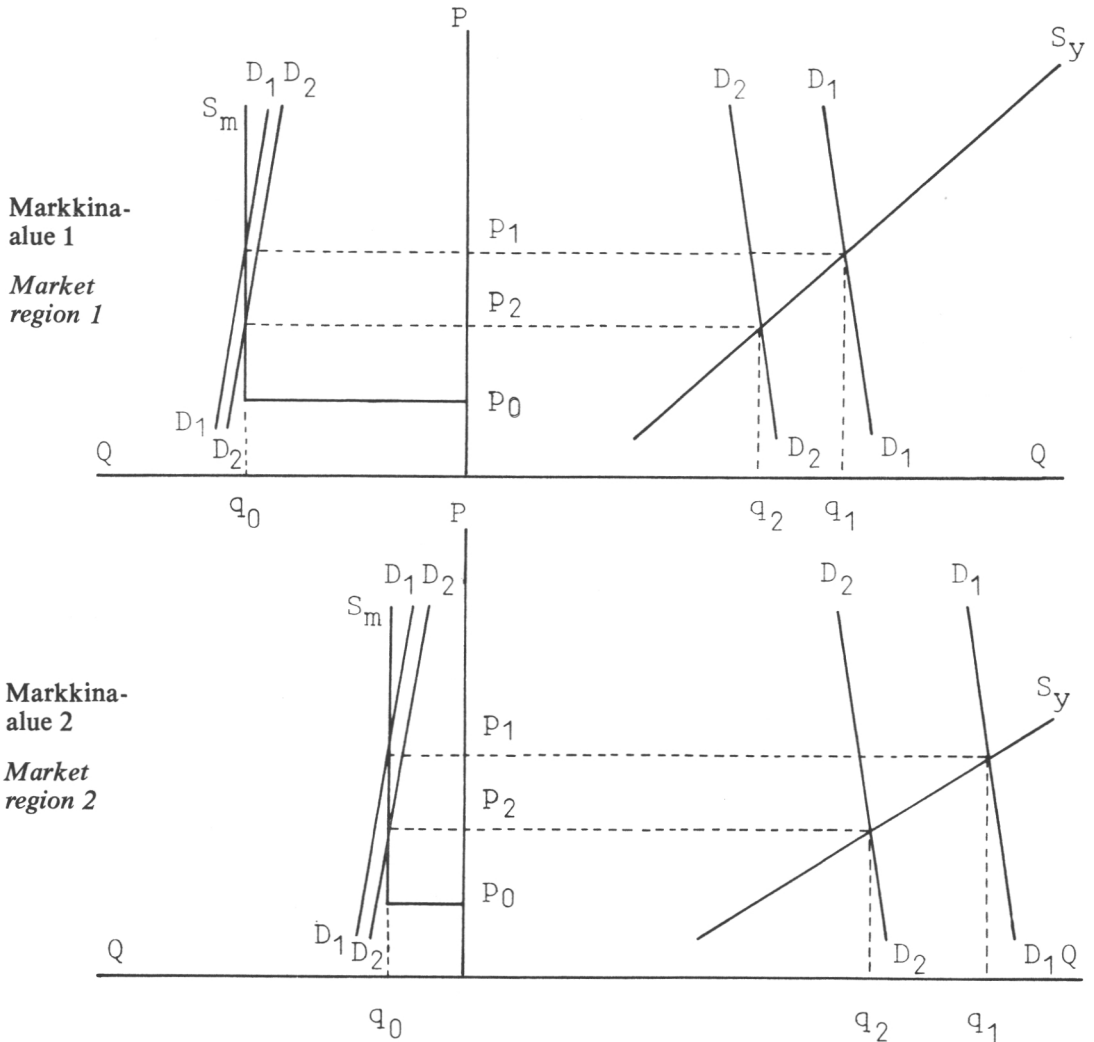 P
S_y
D_1 D_2
D_2
D_1
S_m
Markkina-
alue 1
P_1
Market
region 1
P_2
P_0
D_1
D_2
D_2
D_1
Q
Q
q_0
q_2
q_1
P
D_1 D_2
D_2
D_1
S_m
Markkina-
alue 2
S_y
P_1
Market
region 2
P_2
P_0
D_1
D_2
D_2
D_1
Q
Q
q_0
q_2
q_1